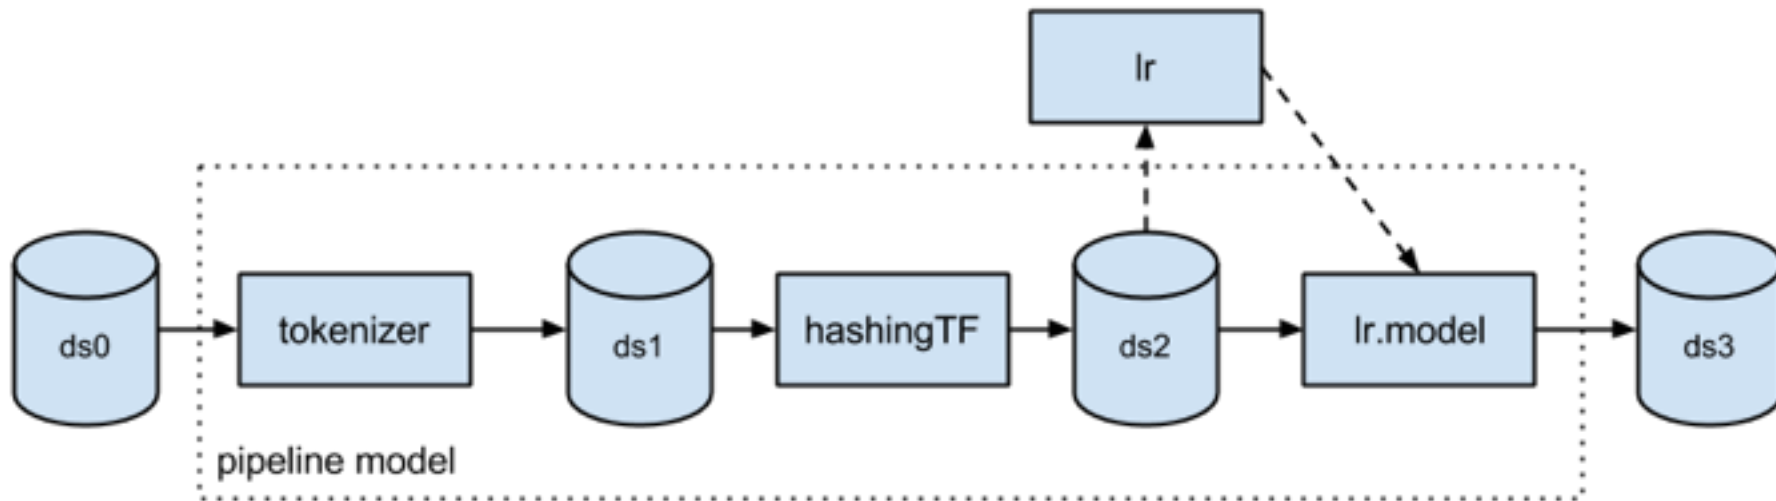 lr
ds0
tokenizer
ds1
hashingTF
ds2
lr.model
ds3
pipeline model